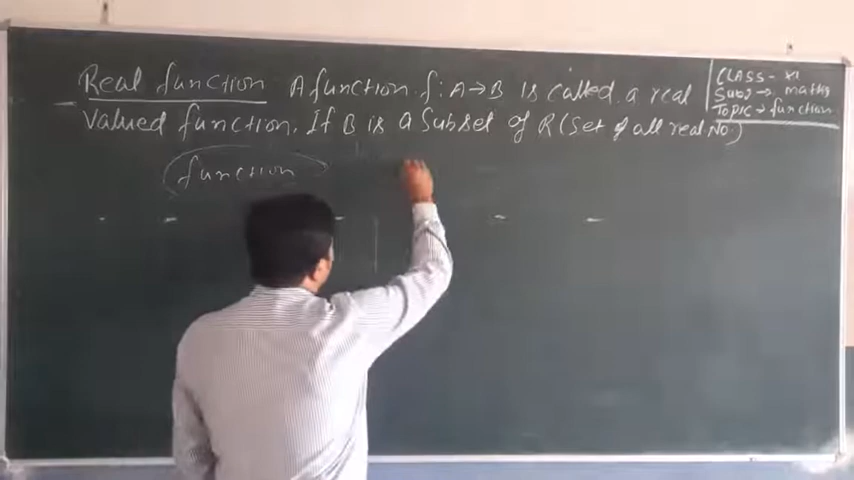 Real function A function f: A→B is called a real
valued function, If B is a subset of R (Set of all real No.)
function
CLASS - XI
Sub → maths
Topic → function